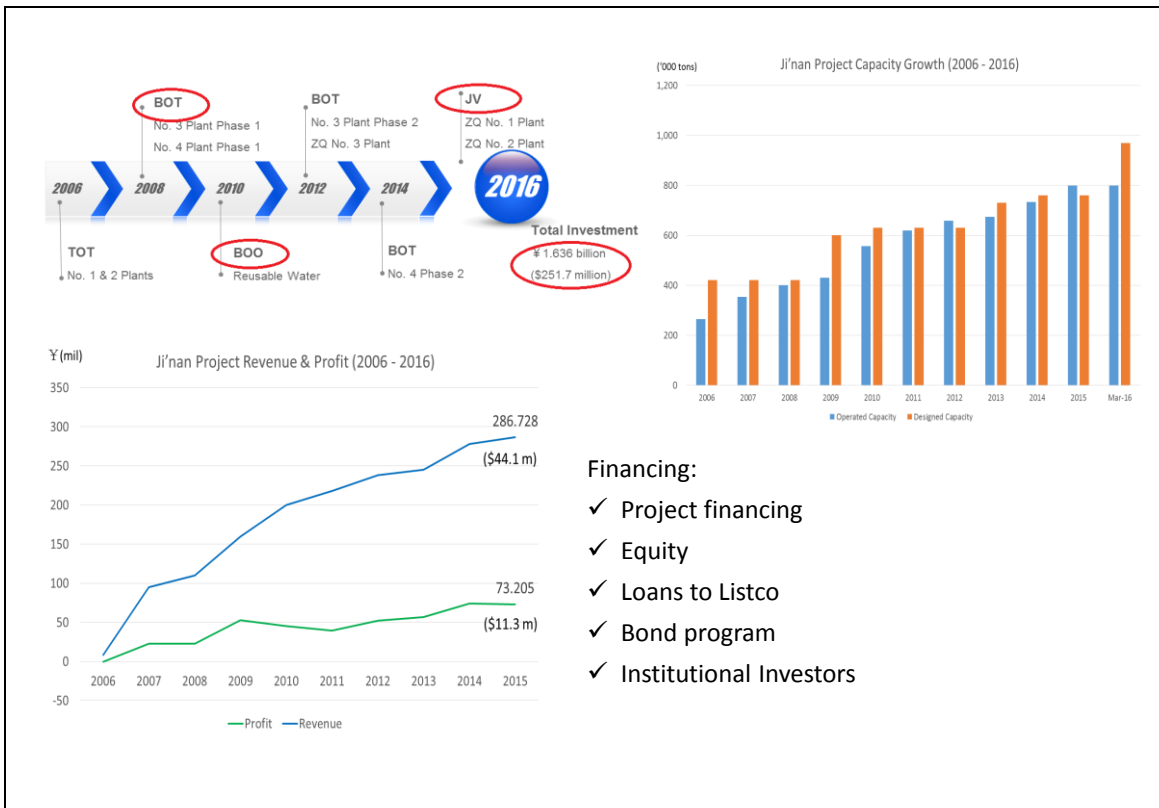 BOT
No. 3 Plant Phase 1
No. 4 Plant Phase 1
BOT
No. 3 Plant Phase 2
ZQ No. 3 Plant
JV
ZQ No. 1 Plant
ZQ No. 2 Plant
2006
2008
2010
2012
2014
2016
TOT
No. 1 & 2 Plants
BOO
Reusable Water
BOT
No. 4 Phase 2
Total Investment
¥ 1.636 billion
($251.7 million)
('000 tons)
Ji'nan Project Capacity Growth (2006 - 2016)
1,200
1,000
800
600
400
200
0
2006 2007 2008 2009 2010 2011 2012 2013 2014 2015 Mar-16
Operated Capacity Designed Capacity
¥ (mil)
Ji'nan Project Revenue & Profit (2006 - 2016)
350
300
250
200
150
100
50
0
-50
286.728
($44.1 m)
73.205
($11.3 m)
2006 2007 2008 2009 2010 2011 2012 2013 2014 2015
Profit Revenue
Financing:
✓ Project financing
✓ Equity
✓ Loans to Listco
✓ Bond program
✓ Institutional Investors